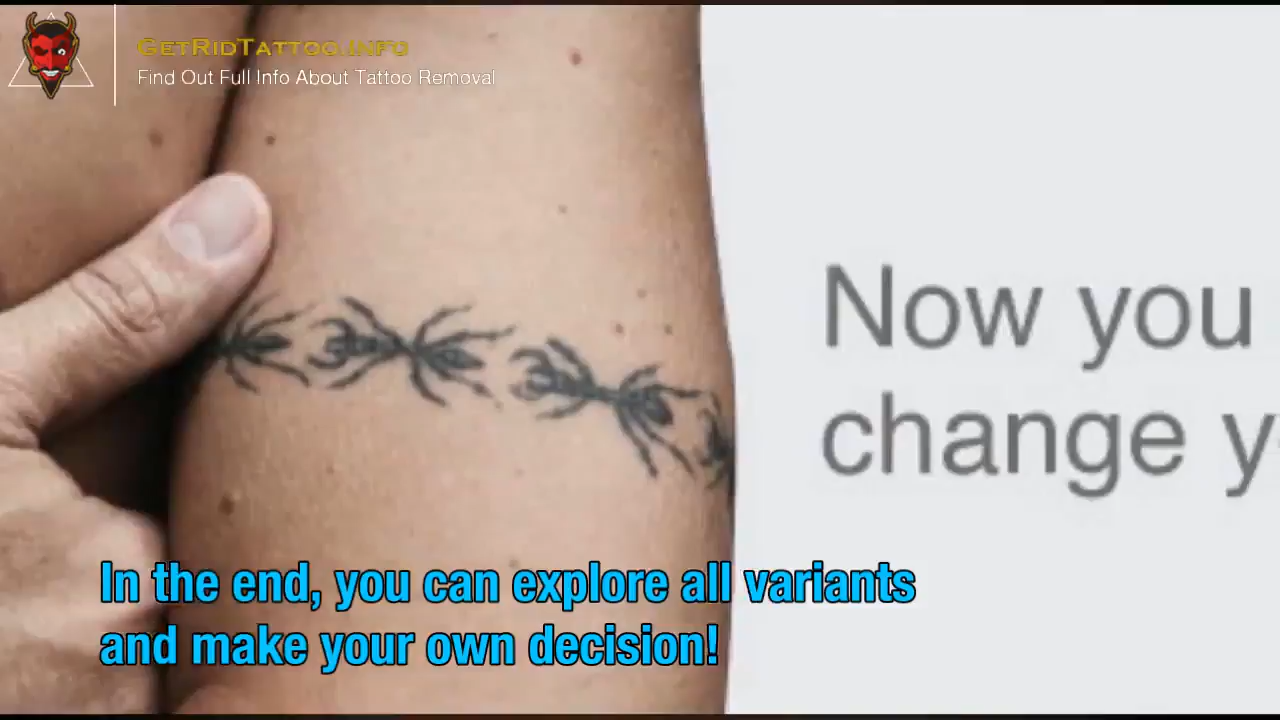 GetRidTattoo.info
Find Out Full Info About Tattoo Removal
Now you
change y
In the end, you can explore all variants
and make your own decision!